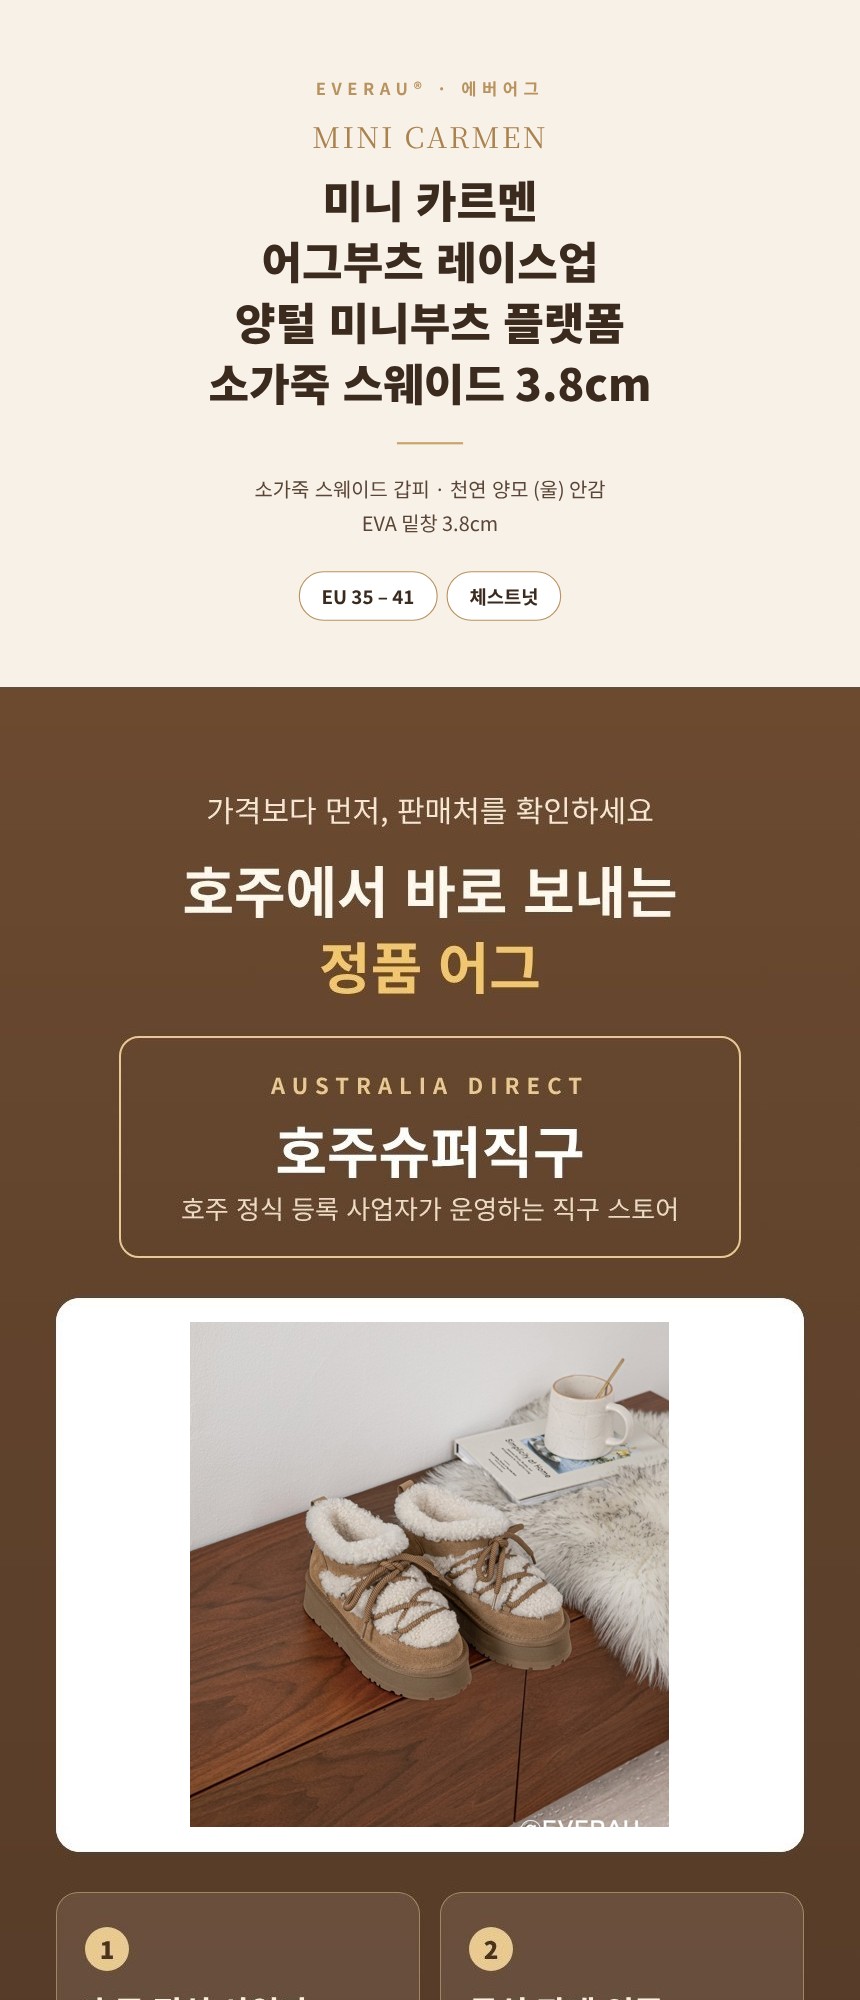 EVERAU® · 에버어그
MINI CARMEN
미니 카르멘
어그부츠 레이스업
양털 미니부츠 플랫폼
소가죽 스웨이드 3.8cm
소가죽 스웨이드 갑피 · 천연 양모 (울) 안감
EVA 밑창 3.8cm
EU 35 – 41
체스트넛
가격보다 먼저, 판매처를 확인하세요
호주에서 바로 보내는
정품 어그
AUSTRALIA DIRECT
호주슈퍼직구
호주 정식 등록 사업자가 운영하는 직구 스토어
Simplicity of Home
@EVERAU
1
2